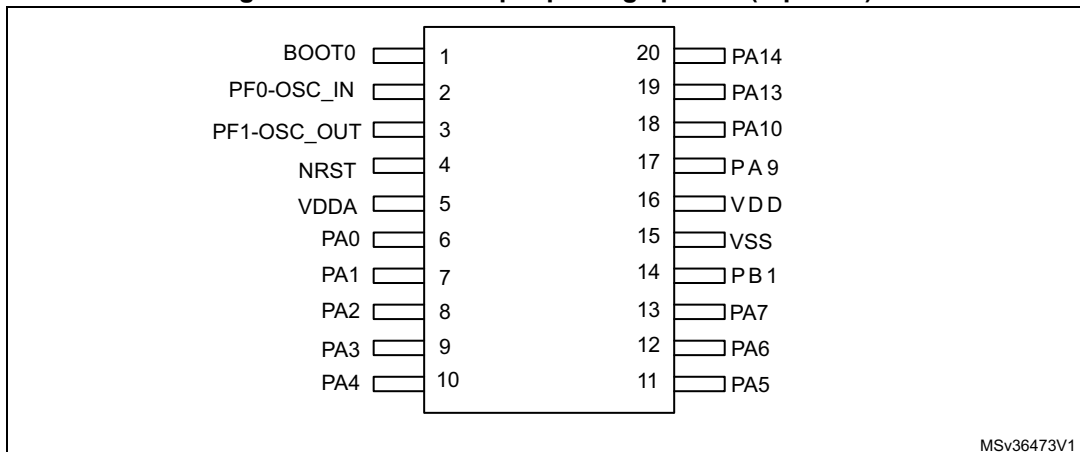 BOOT0 1 20 PA14
PF0-OSC_IN 2 19 PA13
PF1-OSC_OUT 3 18 PA10
NRST 4 17 PA9
VDDA 5 16 VDD
PA0 6 15 VSS
PA1 7 14 PB1
PA2 8 13 PA7
PA3 9 12 PA6
PA4 10 11 PA5
MSv36473V1